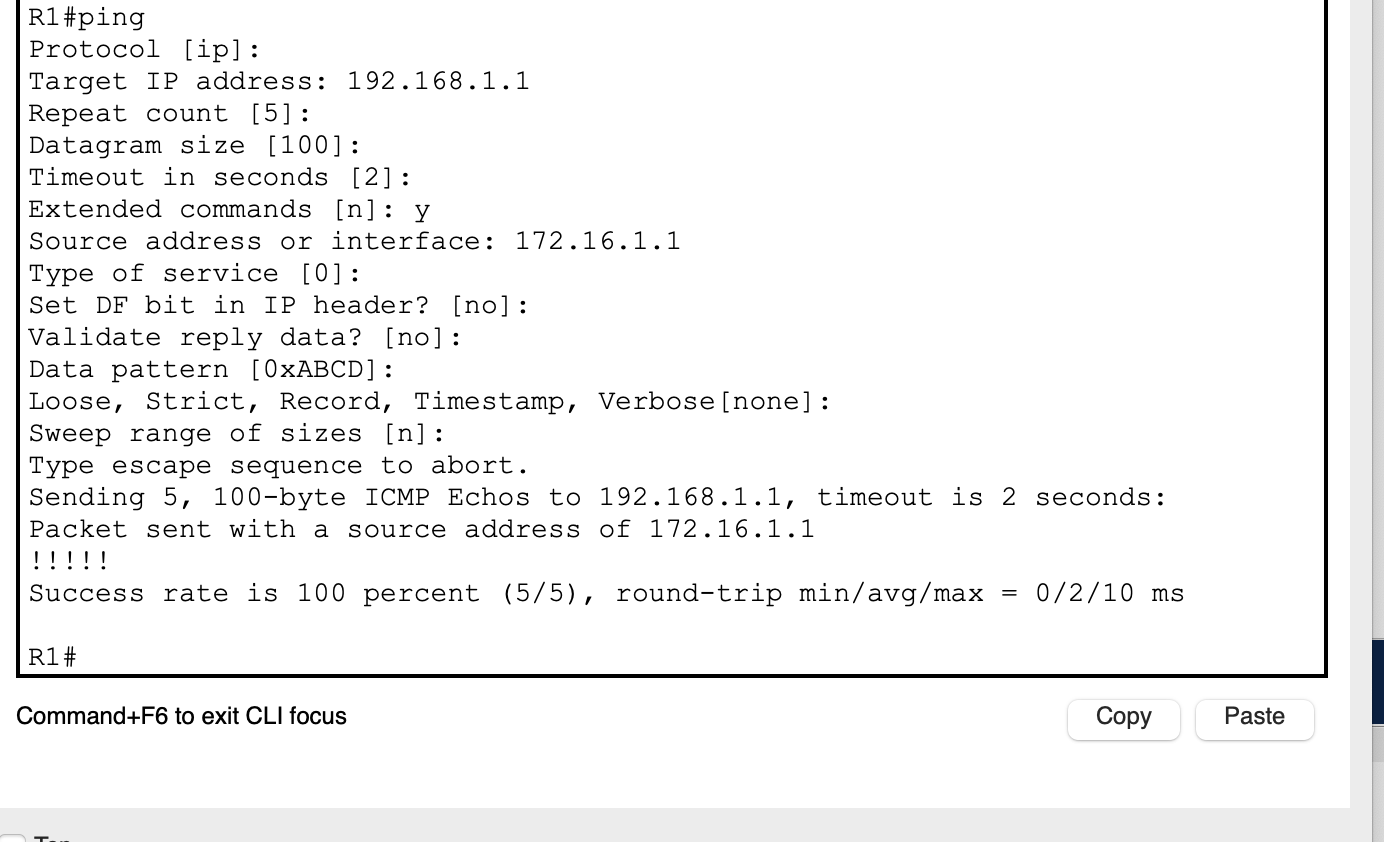 R1#ping
Protocol [ip]:
Target IP address: 192.168.1.1
Repeat count [5]:
Datagram size [100]:
Timeout in seconds [2]:
Extended commands [n]: y
Source address or interface: 172.16.1.1
Type of service [0]:
Set DF bit in IP header? [no]:
Validate reply data? [no]:
Data pattern [0xABCD]:
Loose, Strict, Record, Timestamp, Verbose[none]:
Sweep range of sizes [n]:
Type escape sequence to abort.
Sending 5, 100-byte ICMP Echos to 192.168.1.1, timeout is 2 seconds:
Packet sent with a source address of 172.16.1.1
!!!!!
Success rate is 100 percent (5/5), round-trip min/avg/max = 0/2/10 ms
R1#
Command+F6 to exit CLI focus
Copy
Paste